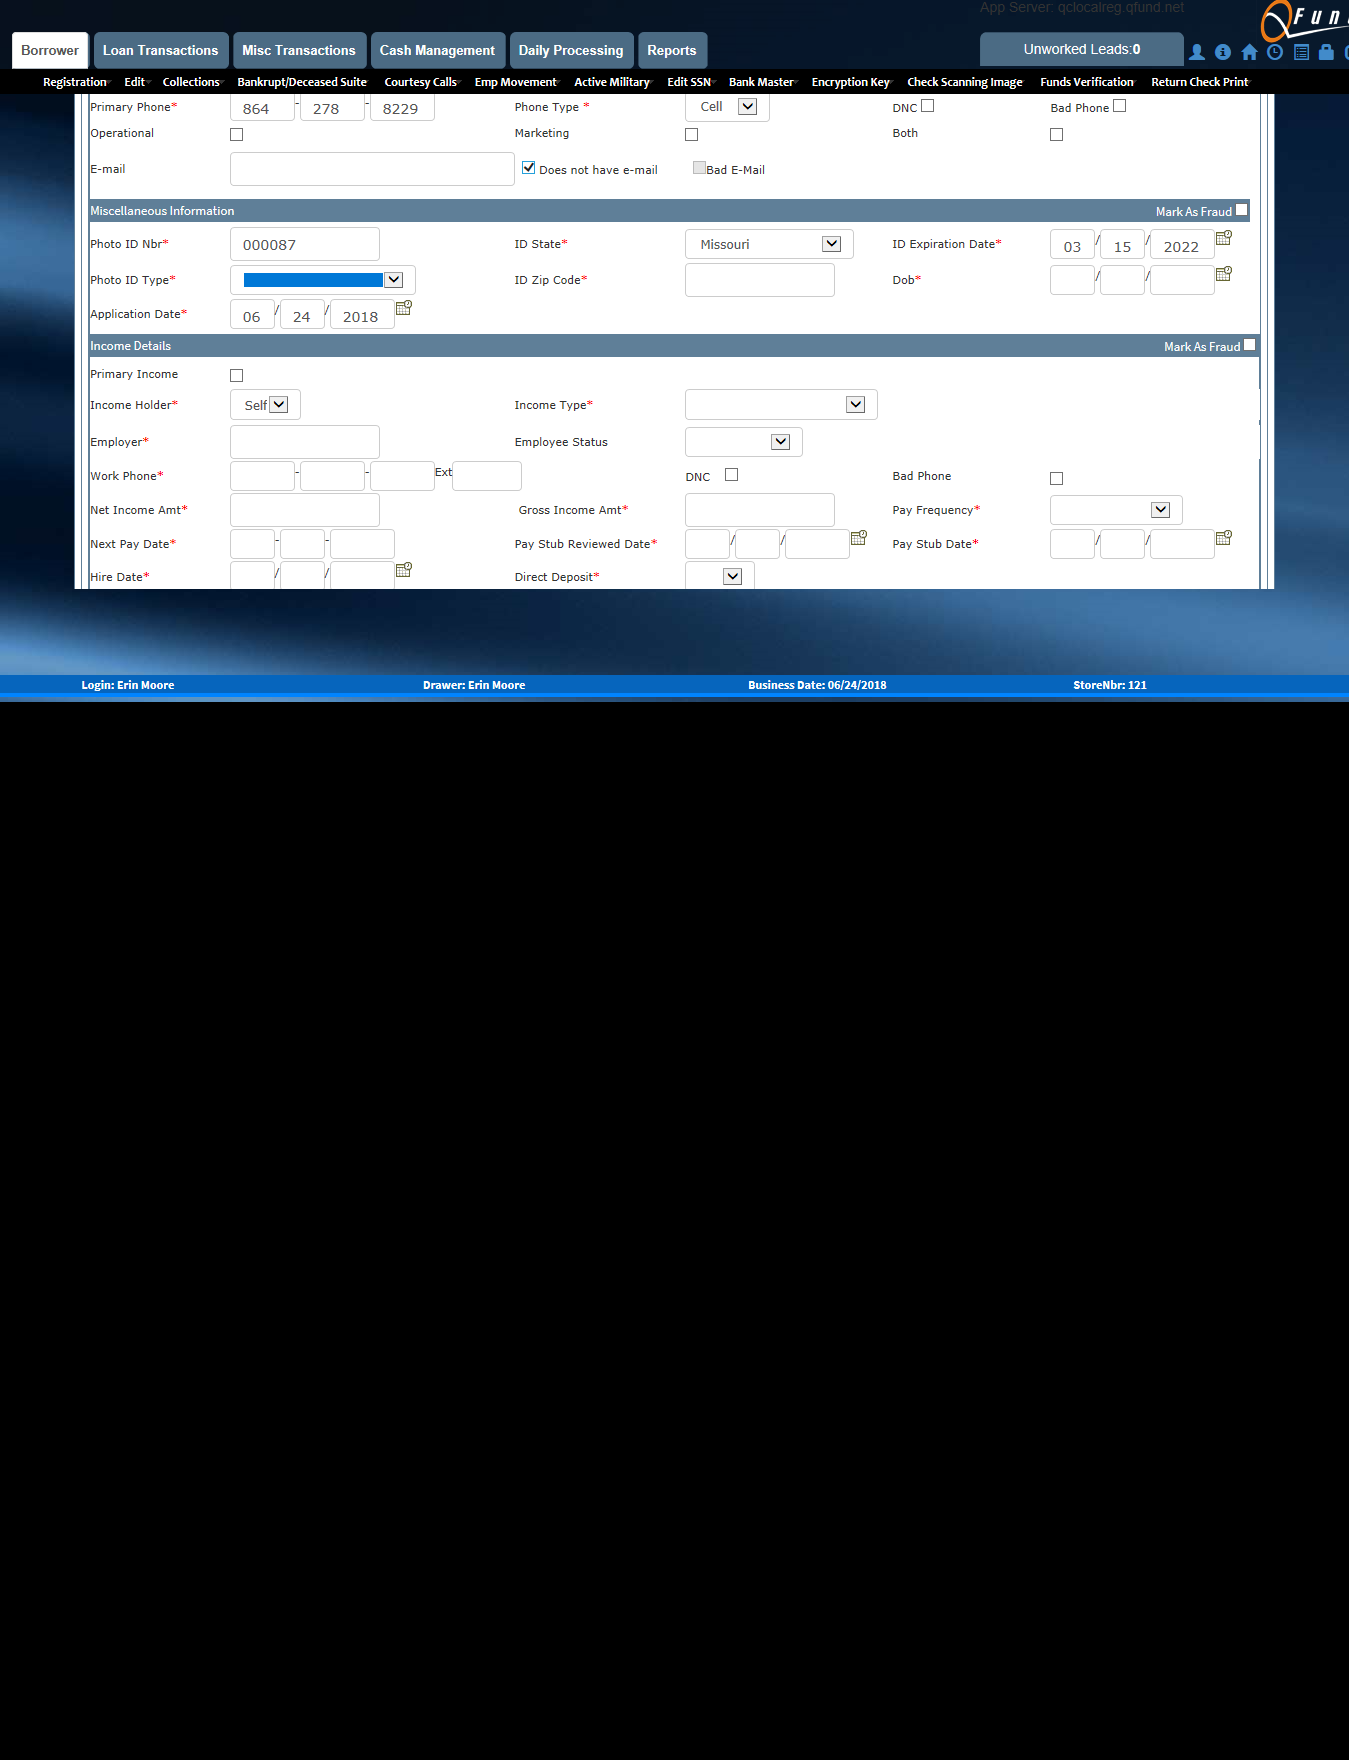 App Server: qclocalreg.qfund.net
Borrower Loan Transactions Misc Transactions Cash Management Daily Processing Reports Unworked Leads:0
Registration Edit Collections Bankrupt/Deceased Suite Courtesy Calls Emp Movement Active Military Edit SSN Bank Master Encryption Key Check Scanning Image Funds Verification Return Check Print
Primary Phone* 864 - 278 - 8229 Phone Type * Cell DNC Bad Phone
Operational Marketing Both
E-mail Does not have e-mail Bad E-Mail
Miscellaneous Information Mark As Fraud
Photo ID Nbr* 000087 ID State* Missouri ID Expiration Date* 03 / 15 / 2022
Photo ID Type* ID Zip Code* Dob* / /
Application Date* 06 / 24 / 2018
Income Details Mark As Fraud
Primary Income
Income Holder* Self Income Type*
Employer* Employee Status
Work Phone* - - Ext DNC Bad Phone
Net Income Amt* Gross Income Amt* Pay Frequency*
Next Pay Date* - - Pay Stub Reviewed Date* / / Pay Stub Date* / /
Hire Date* / / Direct Deposit*
Login: Erin Moore Drawer: Erin Moore Business Date: 06/24/2018 StoreNbr: 121